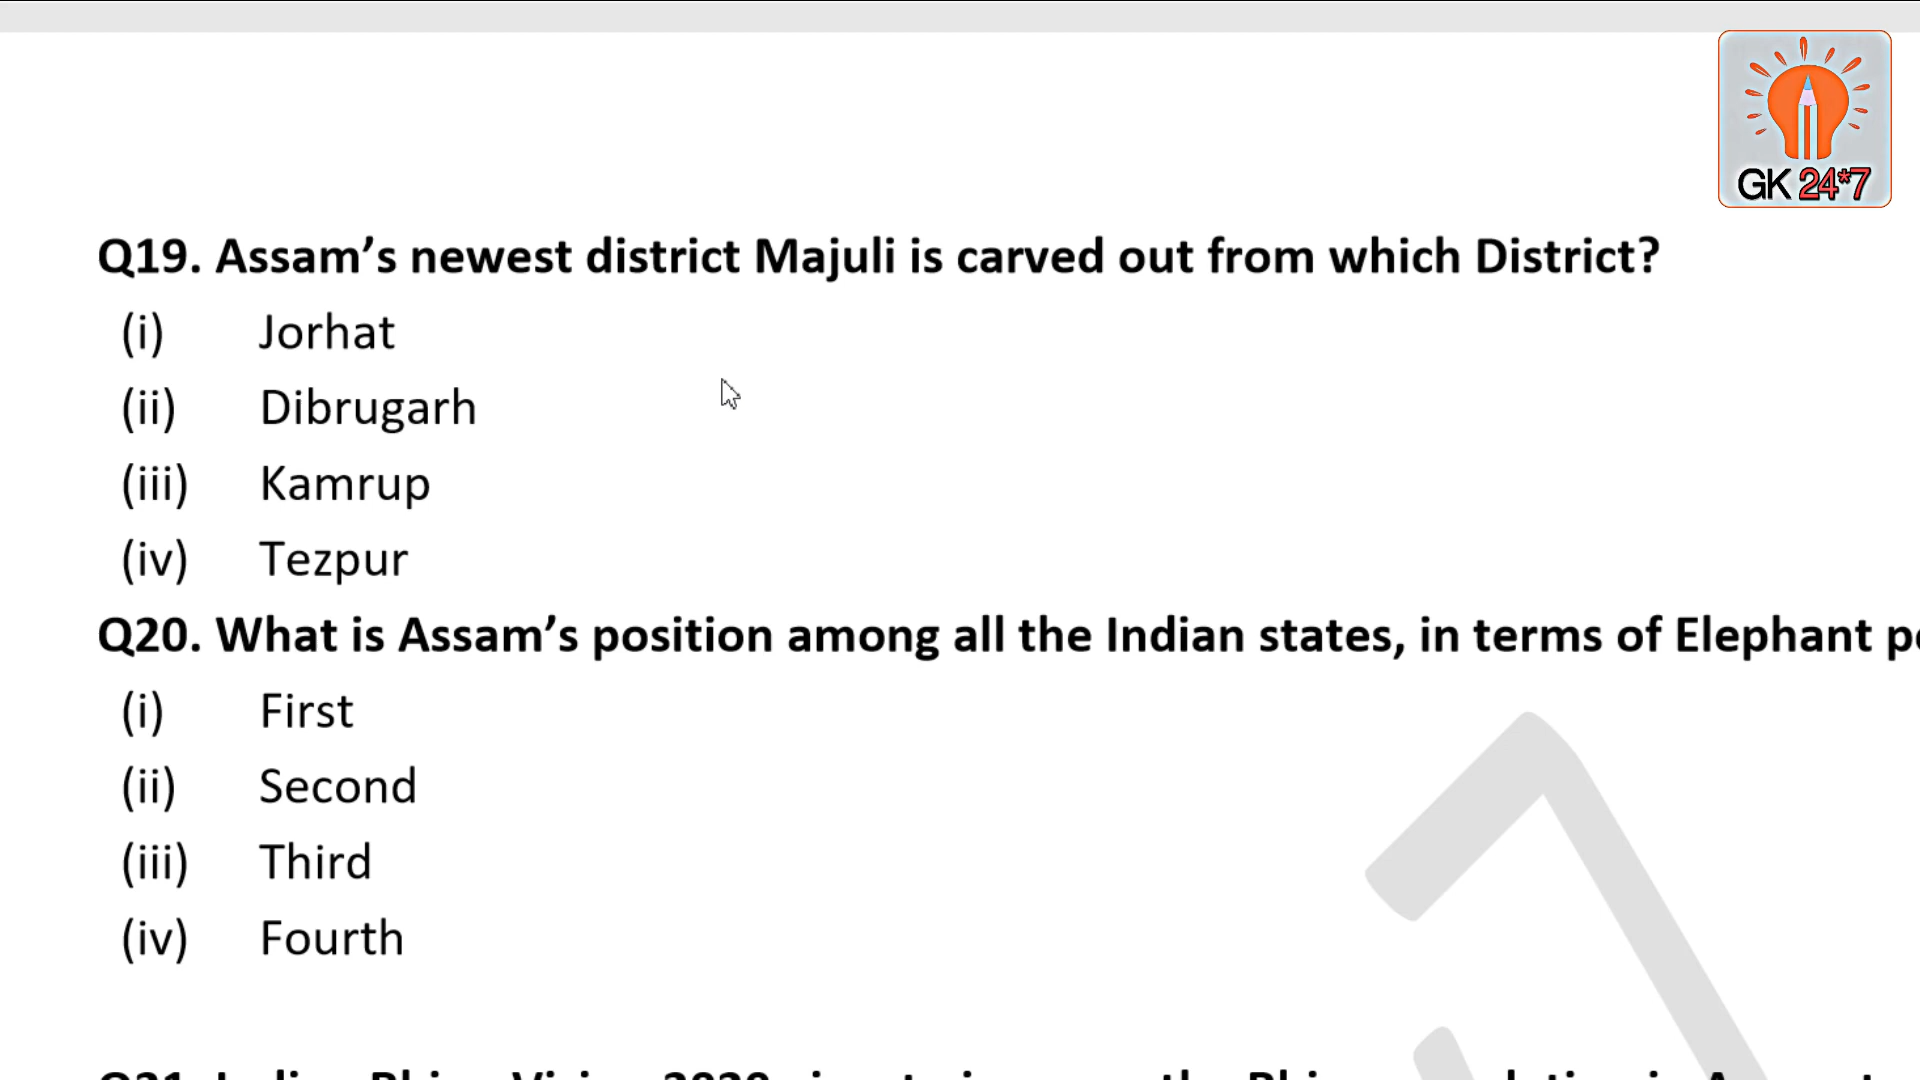 GK 24*7
Q19. Assam’s newest district Majuli is carved out from which District?
(i) Jorhat
(ii) Dibrugarh
(iii) Kamrup
(iv) Tezpur
Q20. What is Assam’s position among all the Indian states, in terms of Elephant
(i) First
(ii) Second
(iii) Third
(iv) Fourth